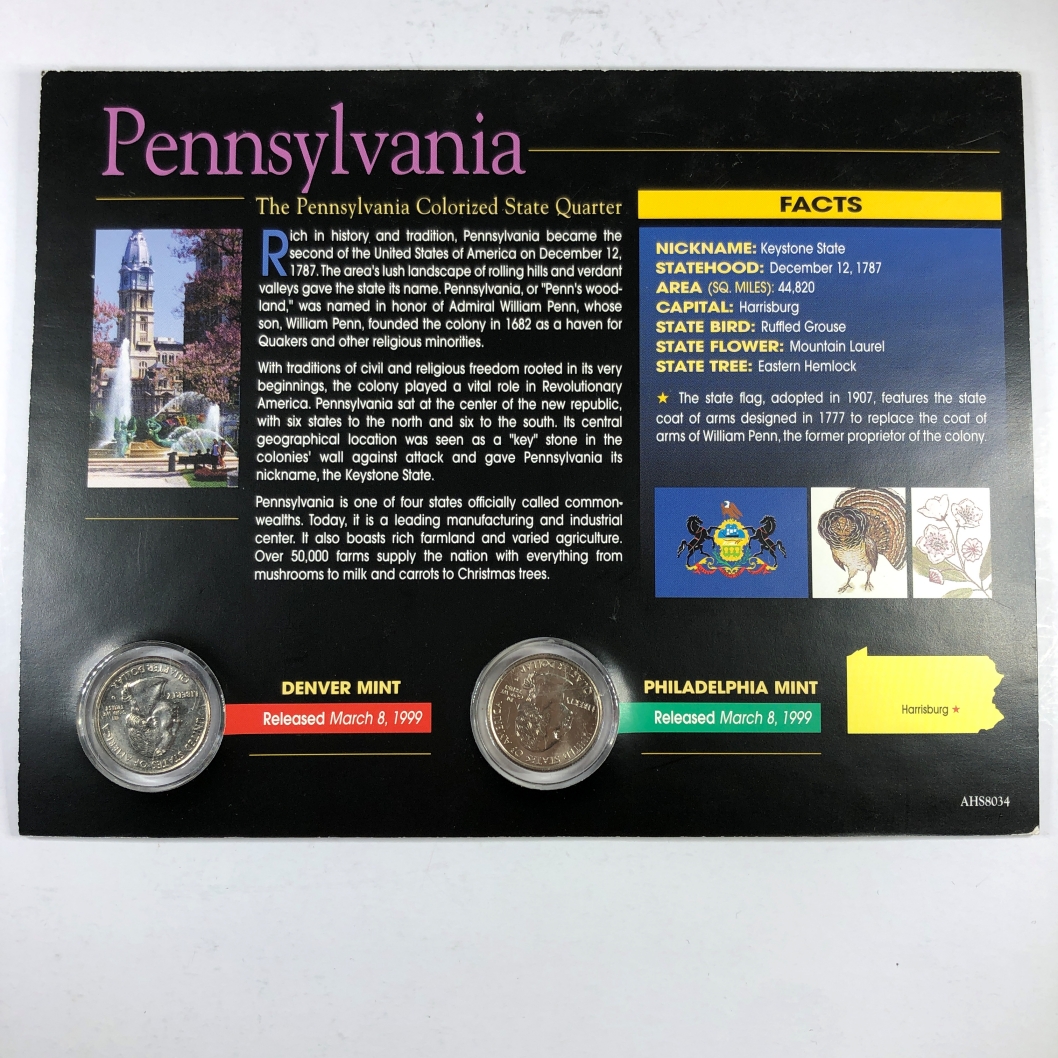 Pennsylvania
The Pennsylvania Colorized State Quarter
Rich in history and tradition, Pennsylvania became the
second of the United States of America on December 12,
1787. The area's lush landscape of rolling hills and verdant
valleys gave the state its name. Pennsylvania, or "Penn's wood-
land," was named in honor of Admiral William Penn, whose
son, William Penn, founded the colony in 1682 as a haven for
Quakers and other religious minorities.
With traditions of civil and religious freedom rooted in its very
beginnings, the colony played a vital role in Revolutionary
America. Pennsylvania sat at the center of the new republic,
with six states to the north and six to the south. Its central
geographical location was seen as a "key" stone in the
colonies' wall against attack and gave Pennsylvania its
nickname, the Keystone State.
Pennsylvania is one of four states officially called common-
wealths. Today, it is a leading manufacturing and industrial
center. It also boasts rich farmland and varied agriculture.
Over 50,000 farms supply the nation with everything from
mushrooms to milk and carrots to Christmas trees.
FACTS
NICKNAME: Keystone State
STATEHOOD: December 12, 1787
AREA (SQ. MILES): 44,820
CAPITAL: Harrisburg
STATE BIRD: Ruffled Grouse
STATE FLOWER: Mountain Laurel
STATE TREE: Eastern Hemlock
★ The state flag, adopted in 1907, features the state
coat of arms designed in 1777 to replace the coat of
arms of William Penn, the former proprietor of the colony.
UNITED STATES OF AMERICA
LIBERTY
QUARTER DOLLAR
DENVER MINT
Released March 8, 1999
UNITED STATES OF AMERICA
LIBERTY
PHILADELPHIA MINT
Released March 8, 1999
Harrisburg ★
AHS8034